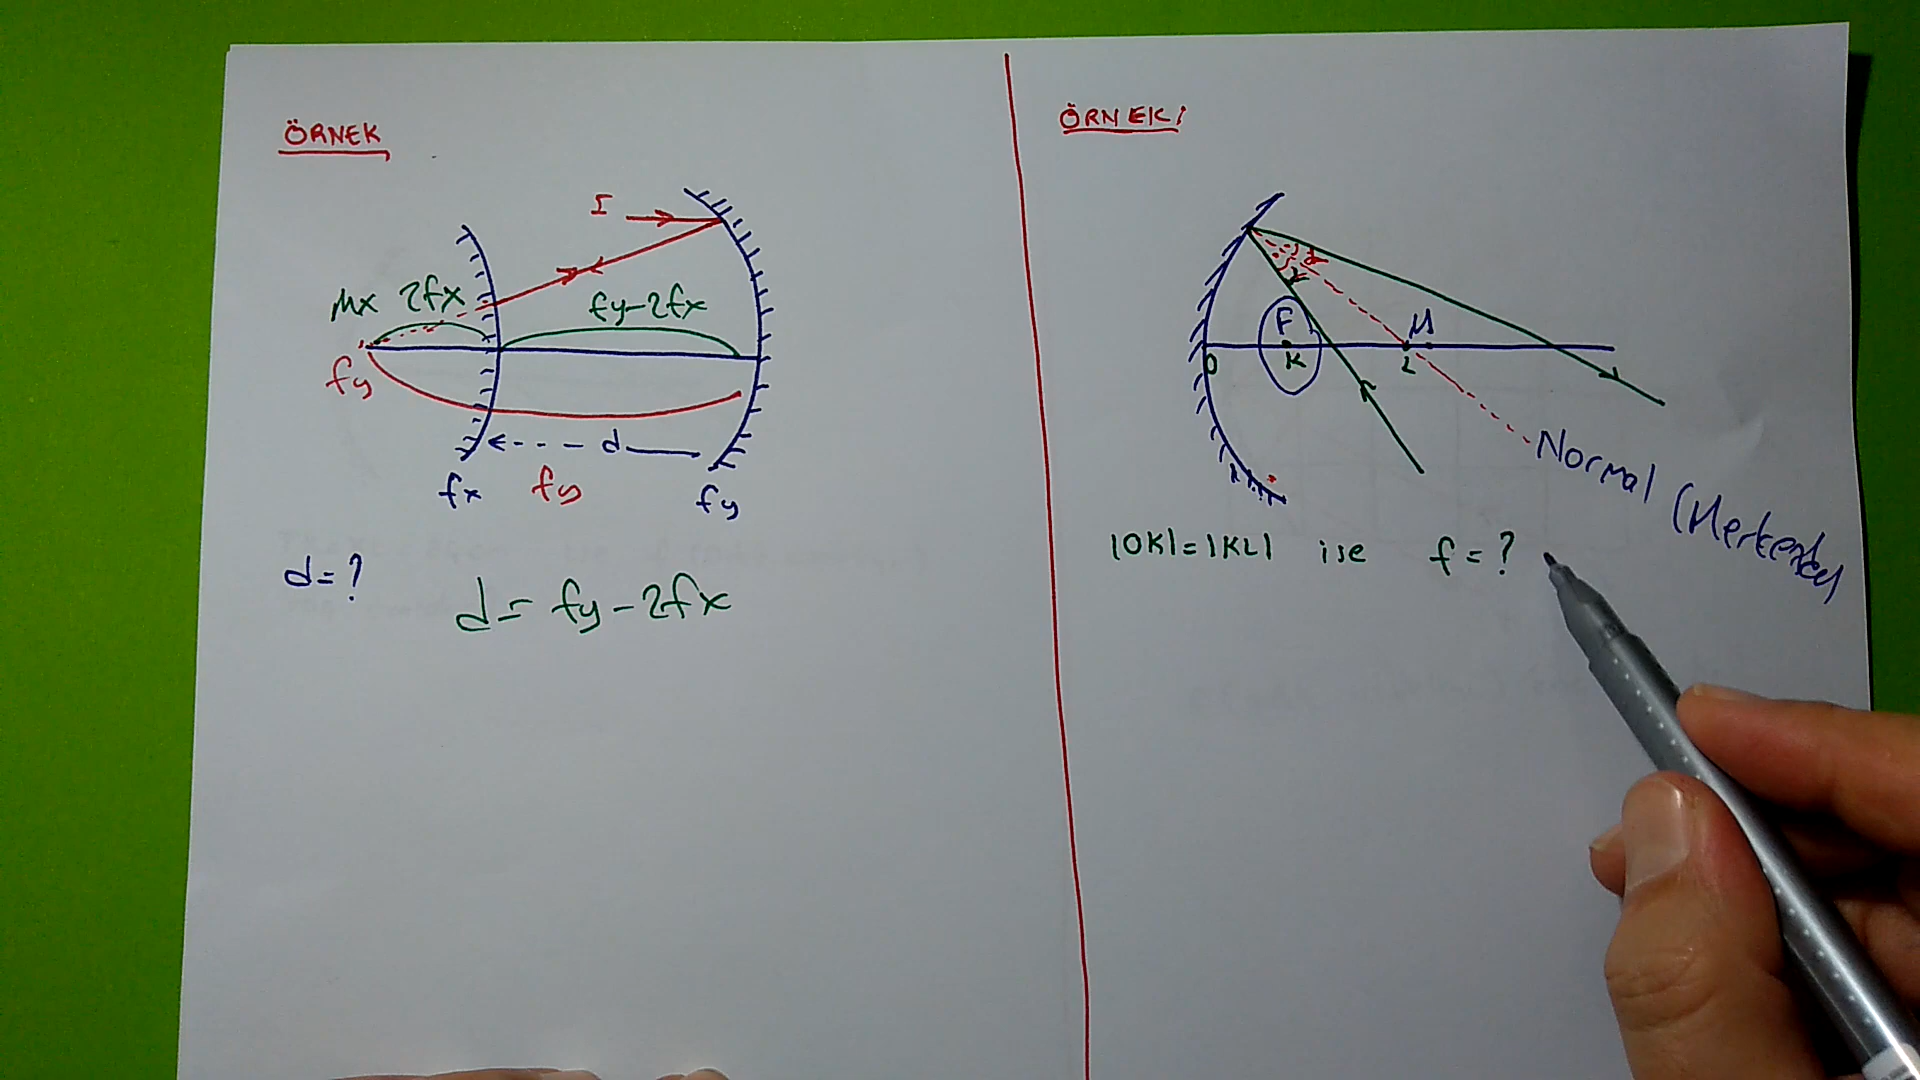 ÖRNEK
I
Mx 2fx
fy-2fx
fy
d
fx
fy
fy
d=?
d= fy-2fx
ÖRNEK:
α
α
F
M
O
K
L
Normal (Merkezden
|OK|=|KL| ise f=?